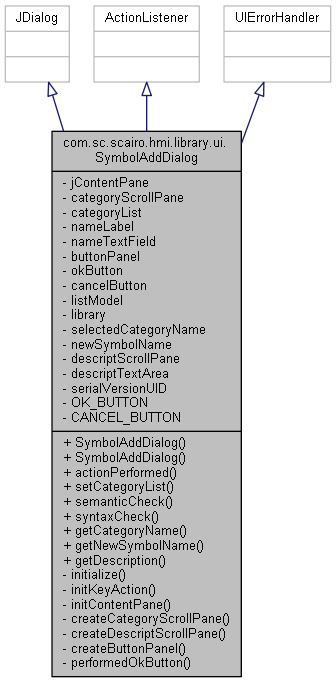 JDialog
ActionListener
UIErrorHandler
com.sc.scairo.hmi.library.ui.
SymbolAddDialog
- jContentPane
- categoryScrollPane
- categoryList
- nameLabel
- nameTextField
- buttonPanel
- okButton
- cancelButton
- listModel
- library
- selectedCategoryName
- newSymbolName
- descriptScrollPane
- descriptTextArea
- serialVersionUID
- OK_BUTTON
- CANCEL_BUTTON
+ SymbolAddDialog()
+ SymbolAddDialog()
+ actionPerformed()
+ setCategoryList()
+ semanticCheck()
+ syntaxCheck()
+ getCategoryName()
+ getNewSymbolName()
+ getDescription()
- initialize()
- initKeyAction()
- initContentPane()
- createCategoryScrollPane()
- createDescriptScrollPane()
- createButtonPanel()
- performedOkButton()